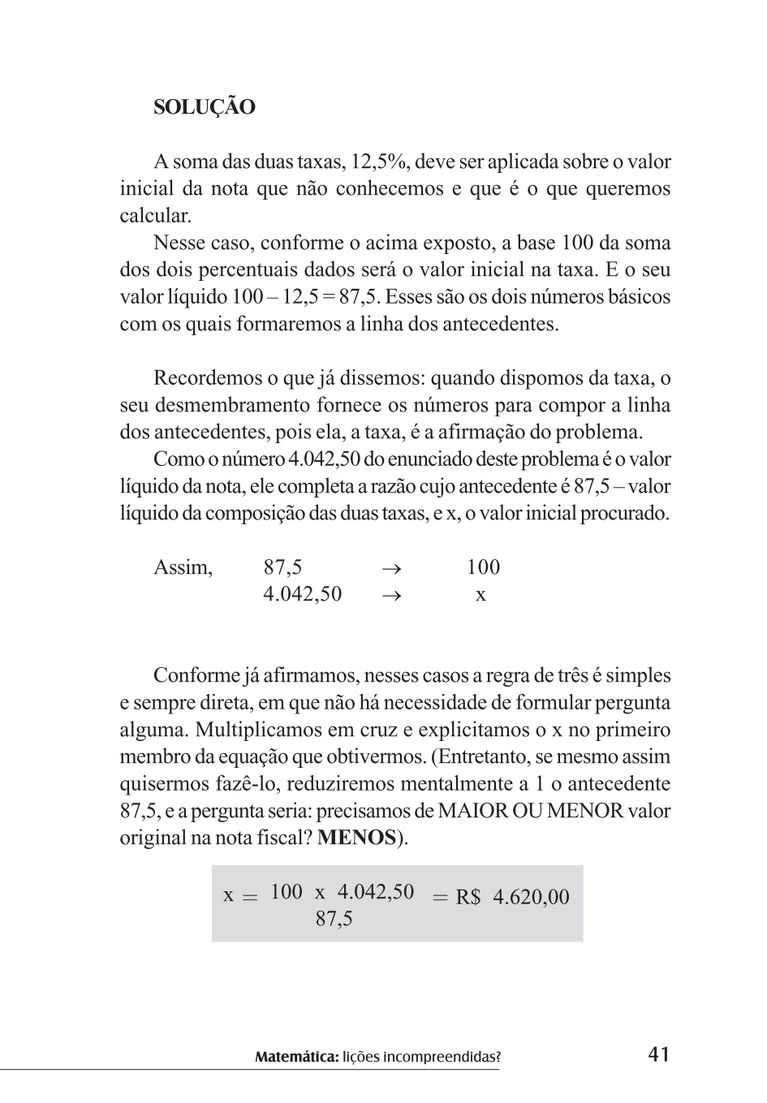 SOLUÇÃO
A soma das duas taxas, 12,5%, deve ser aplicada sobre o valor
inicial da nota que não conhecemos e que é o que queremos
calcular.
Nesse caso, conforme o acima exposto, a base 100 da soma
dos dois percentuais dados será o valor inicial na taxa. E o seu
valor líquido 100 – 12,5 = 87,5. Esses são os dois números básicos
com os quais formaremos a linha dos antecedentes.
Recordemos o que já dissemos: quando dispomos da taxa, o
seu desmembramento fornece os números para compor a linha
dos antecedentes, pois ela, a taxa, é a afirmação do problema.
Como o número 4.042,50 do enunciado deste problema é o valor
líquido da nota, ele completa a razão cujo antecedente é 87,5 – valor
líquido da composição das duas taxas, e x, o valor inicial procurado.
Assim, 87,5 → 100
4.042,50 → x
Conforme já afirmamos, nesses casos a regra de três é simples
e sempre direta, em que não há necessidade de formular pergunta
alguma. Multiplicamos em cruz e explicitamos o x no primeiro
membro da equação que obtivermos. (Entretanto, se mesmo assim
quisermos fazê-lo, reduziremos mentalmente a 1 o antecedente
87,5, e a pergunta seria: precisamos de MAIOR OU MENOR valor
original na nota fiscal? MENOS).
x = 100 x 4.042,50 = R$ 4.620,00
87,5
Matemática: lições incompreendidas? 41